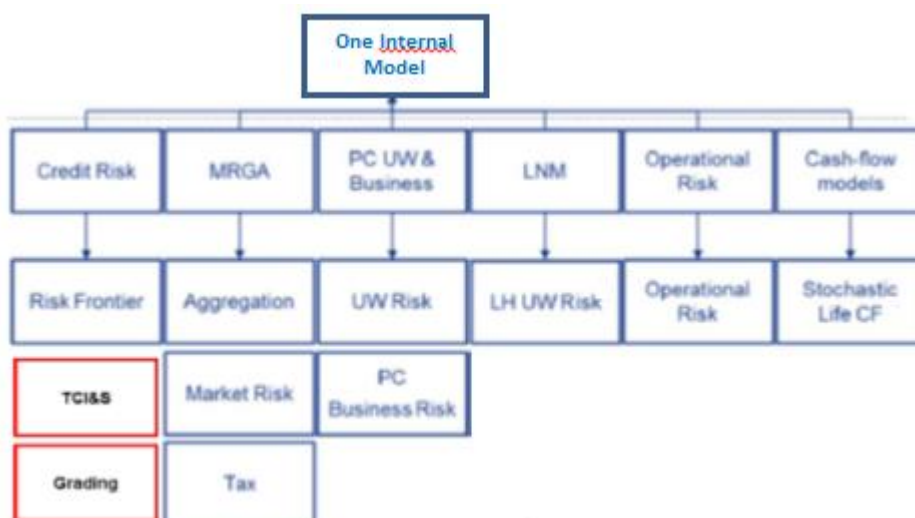 One Internal
Model
Credit Risk
MRGA
PC UW &
Business
LNM
Operational
Risk
Cash-flow
models
Risk Frontier
Aggregation
UW Risk
LH UW Risk
Operational
Risk
Stochastic
Life CF
TCI&S
Market Risk
PC
Business Risk
Grading
Tax